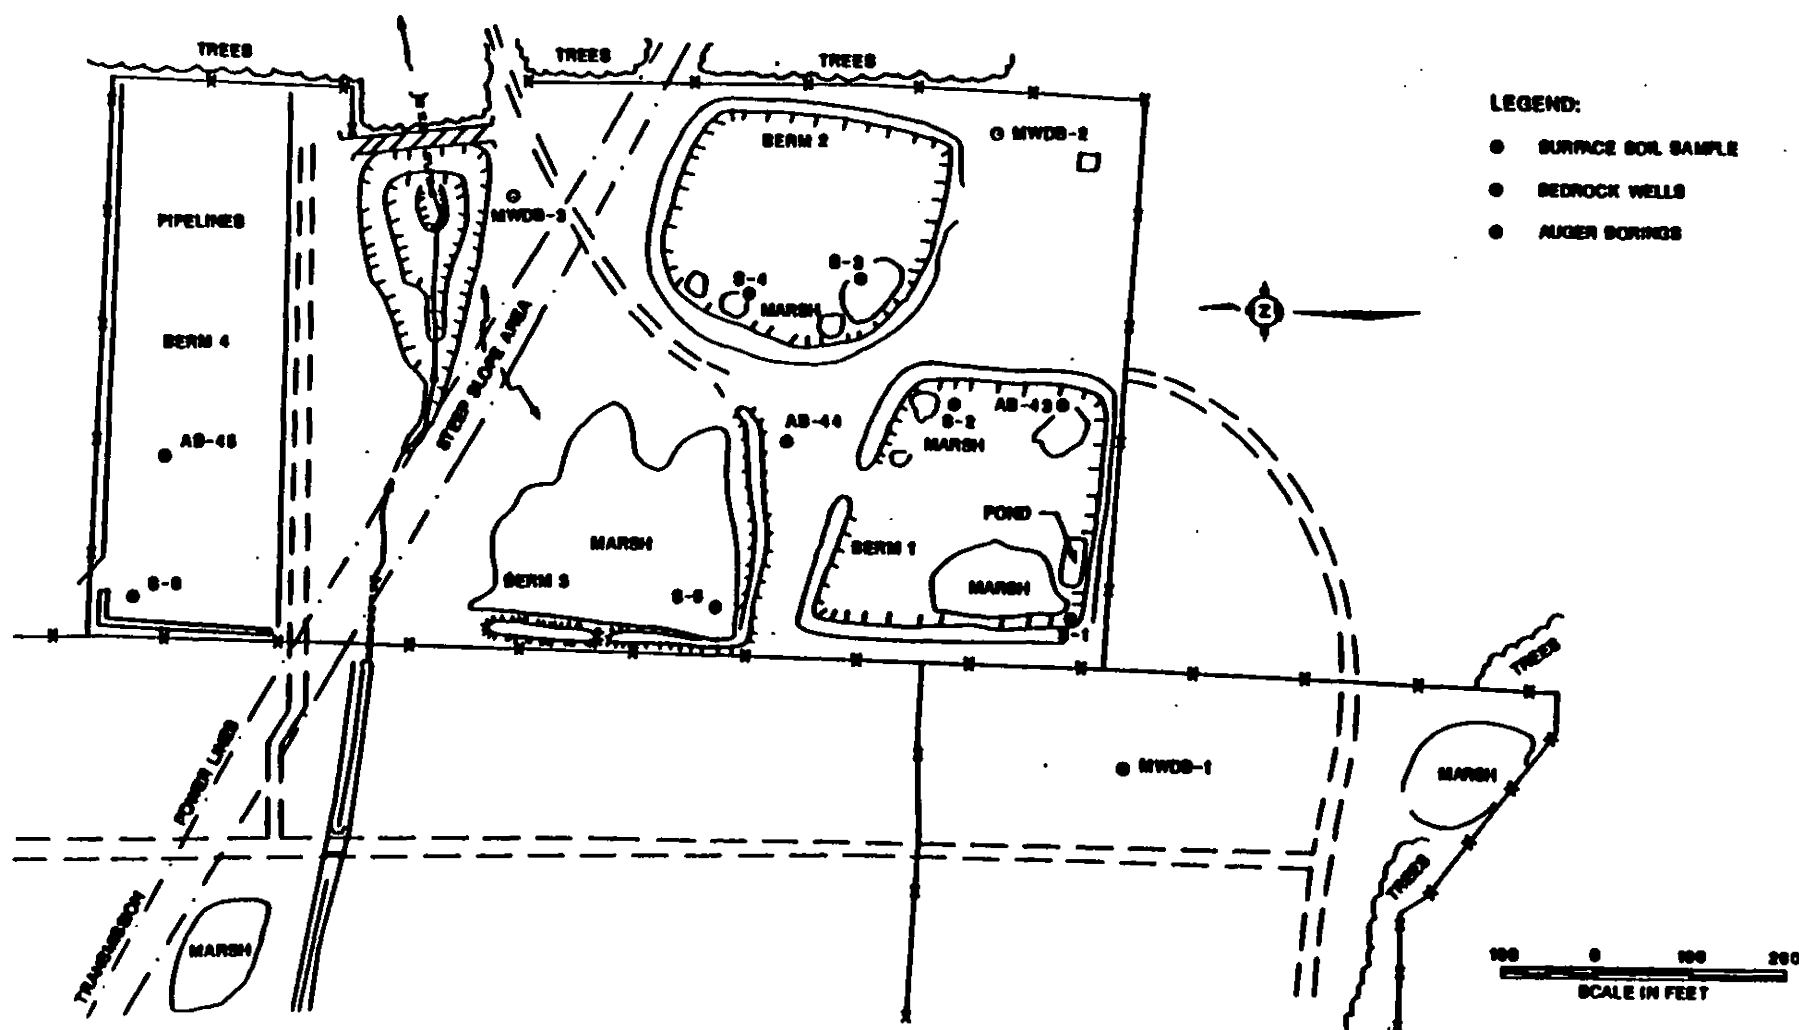 TREES
TREES
TREES
LEGEND:
SURFACE SOIL SAMPLE
BEDROCK WELLS
AUGER BORINGS
MWDB-2
BERM 2
PIPELINES
MWDB-3
S-4
S-3
MARSH
N
BERM 4
STEEP SLOPE AREA
AB-44
AB-43
S-2
MARSH
AB-45
POND
MARSH
BERM 1
BERM 3
MARSH
S-5
S-6
-1
TREES
POWER LINES
MWDB-1
MARSH
TREES
TRANSMISSION
MARSH
100 0 100 200
SCALE IN FEET